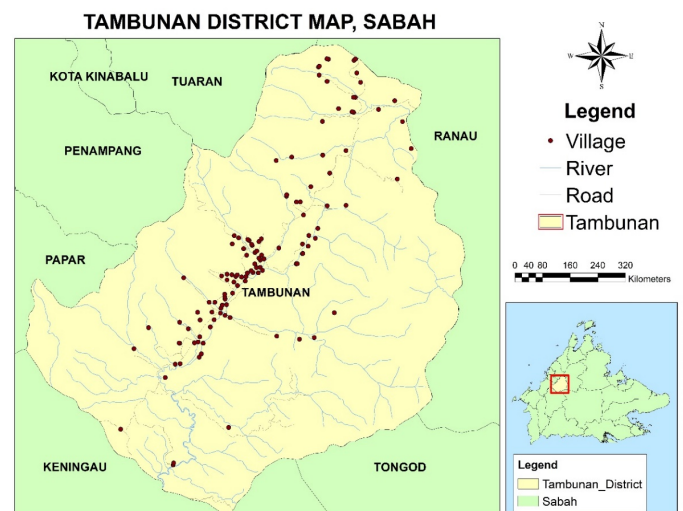 TAMBUNAN DISTRICT MAP, SABAH
KOTA KINABALU
TUARAN
PENAMPANG
RANAU
PAPAR
TAMBUNAN
KENINGAU
TONGOD
N
W
E
S
Legend
Village
River
Road
Tambunan
0 40 80 160 240 320
Kilometers
Legend
Tambunan_District
Sabah